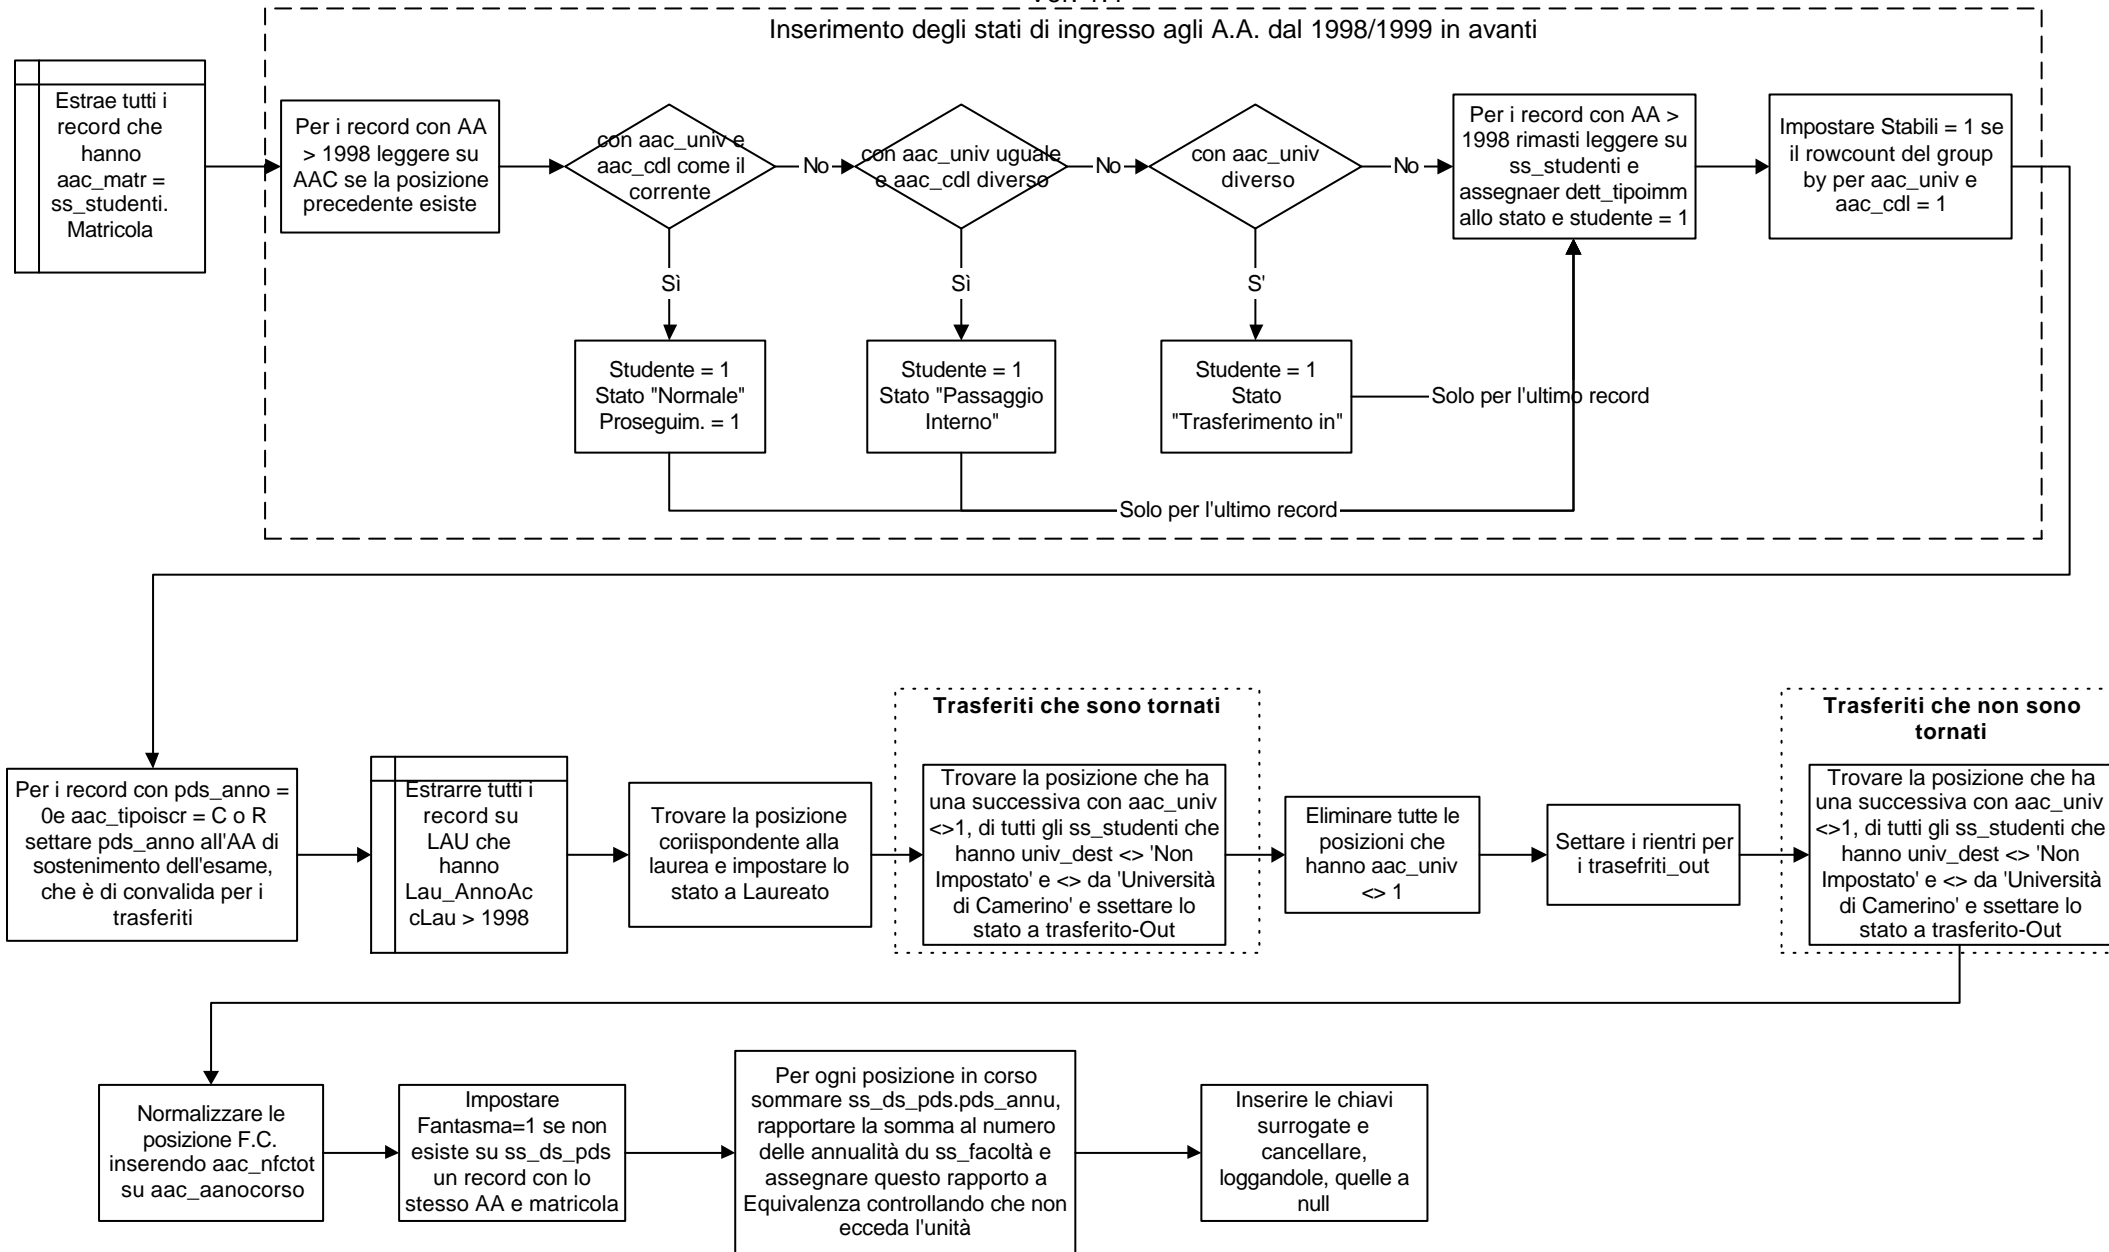 Inserimento degli stati di ingresso agli A.A. dal 1998/1999 in avanti
Estrae tutti i
record che
hanno
aac_matr =
ss_studenti.
Matricola
Per i record con AA
> 1998 leggere su
AAC se la posizione
precedente esiste
con aac_univ e
aac_cdl come il
corrente
No
con aac_univ uguale
e aac_cdl diverso
No
con aac_univ
diverso
No
Per i record con AA >
1998 rimasti leggere su
ss_studenti e
assegnaer dett_tipoimm
allo stato e studente = 1
Impostare Stabili = 1 se
il rowcount del group
by per aac_univ e
aac_cdl = 1
Sì
Sì
S'
Studente = 1
Stato "Normale"
Proseguim. = 1
Studente = 1
Stato "Passaggio
Interno"
Studente = 1
Stato
"Trasferimento in"
Solo per l'ultimo record
Solo per l'ultimo record
Per i record con pds_anno =
0e aac_tipoiscr = C o R
settare pds_anno all'AA di
sostenimento dell'esame,
che è di convalida per i
trasferiti
Estrarre tutti i
record su
LAU che
hanno
Lau_AnnoAc
cLau > 1998
Trovare la posizione
coriispondente alla
laurea e impostare lo
stato a Laureato
Trasferiti che sono tornati
Trovare la posizione che ha
una successiva con aac_univ
<>1, di tutti gli ss_studenti che
hanno univ_dest <> 'Non
Impostato' e <> da 'Università
di Camerino' e ssettare lo
stato a trasferito-Out
Eliminare tutte le
posizioni che
hanno aac_univ
<> 1
Settare i rientri per
i trasefriti_out
Trasferiti che non sono
tornati
Trovare la posizione che ha
una successiva con aac_univ
<>1, di tutti gli ss_studenti che
hanno univ_dest <> 'Non
Impostato' e <> da 'Università
di Camerino' e ssettare lo
stato a trasferito-Out
Normalizzare le
posizione F.C.
inserendo aac_nfctot
su aac_aanocorso
Impostare
Fantasma=1 se non
esiste su ss_ds_pds
un record con lo
stesso AA e matricola
Per ogni posizione in corso
sommare ss_ds_pds.pds_annu,
rapportare la somma al numero
delle annualità du ss_facoltà e
assegnare questo rapporto a
Equivalenza controllando che non
ecceda l'unità
Inserire le chiavi
surrogate e
cancellare,
loggandole, quelle a
null